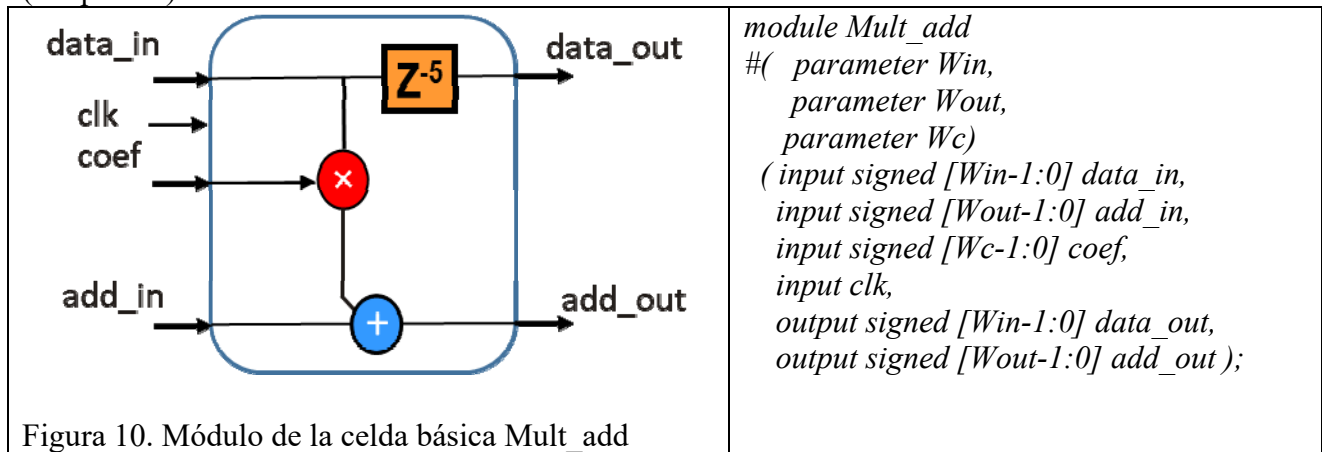 data_in
data_out
Z-5
clk
coef
×
add_in
add_out
+
Figura 10. Módulo de la celda básica Mult_add
module Mult_add
#( parameter Win,
parameter Wout,
parameter Wc)
( input signed [Win-1:0] data_in,
input signed [Wout-1:0] add_in,
input signed [Wc-1:0] coef,
input clk,
output signed [Win-1:0] data_out,
output signed [Wout-1:0] add_out );